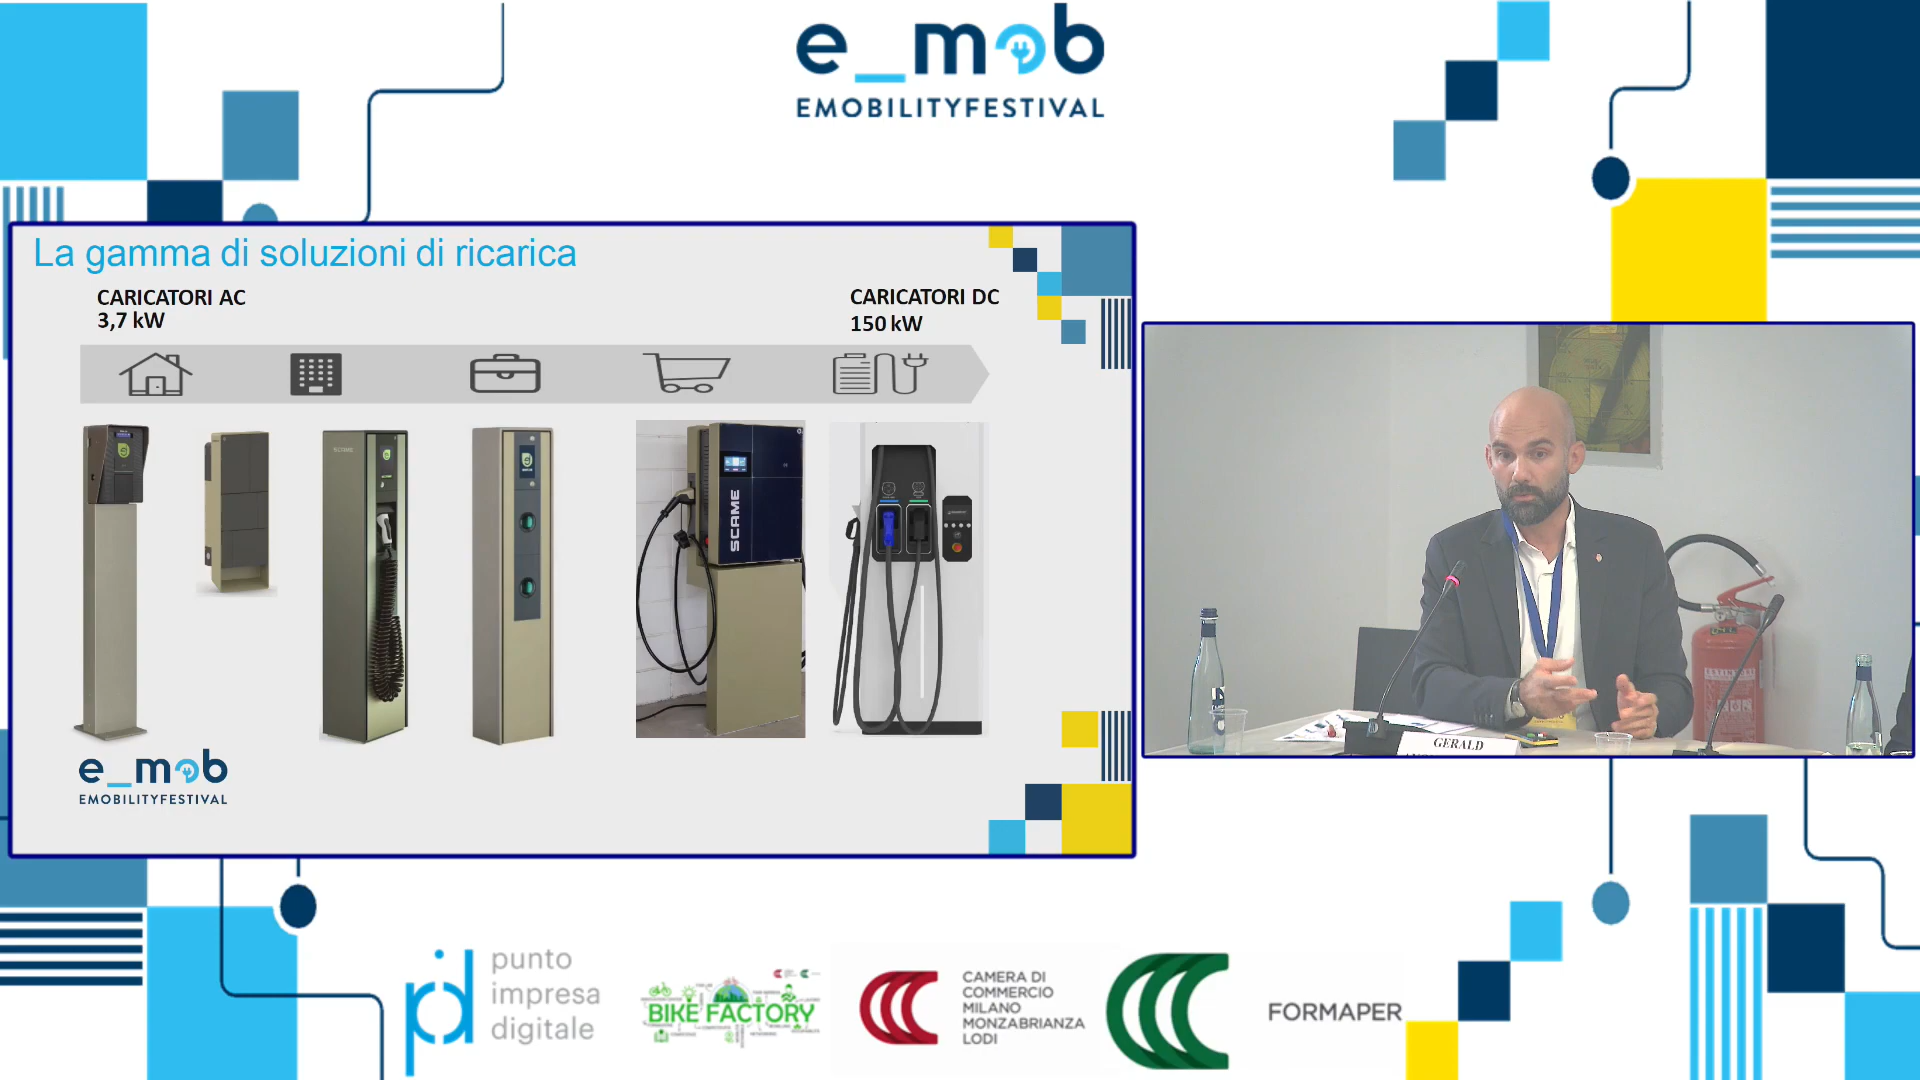 e_mob
EMOBILITYFESTIVAL
La gamma di soluzioni di ricarica
CARICATORI AC
3,7 kW
CARICATORI DC
150 kW
SCAME
SCAME
e_mob
EMOBILITYFESTIVAL
GERALD
punto
impresa
digitale
BIKE FACTORY
CAMERA DI
COMMERCIO
MILANO
MONZABRIANZA
LODI
FORMAPER